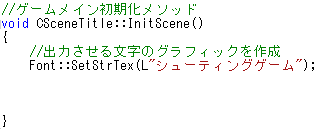 //ゲームメイン初期化メソッド
void CSceneTitle::InitScene()
{
//出力させる文字のグラフィックを作成
Font::SetStrTex(L"シューティングゲーム");
}